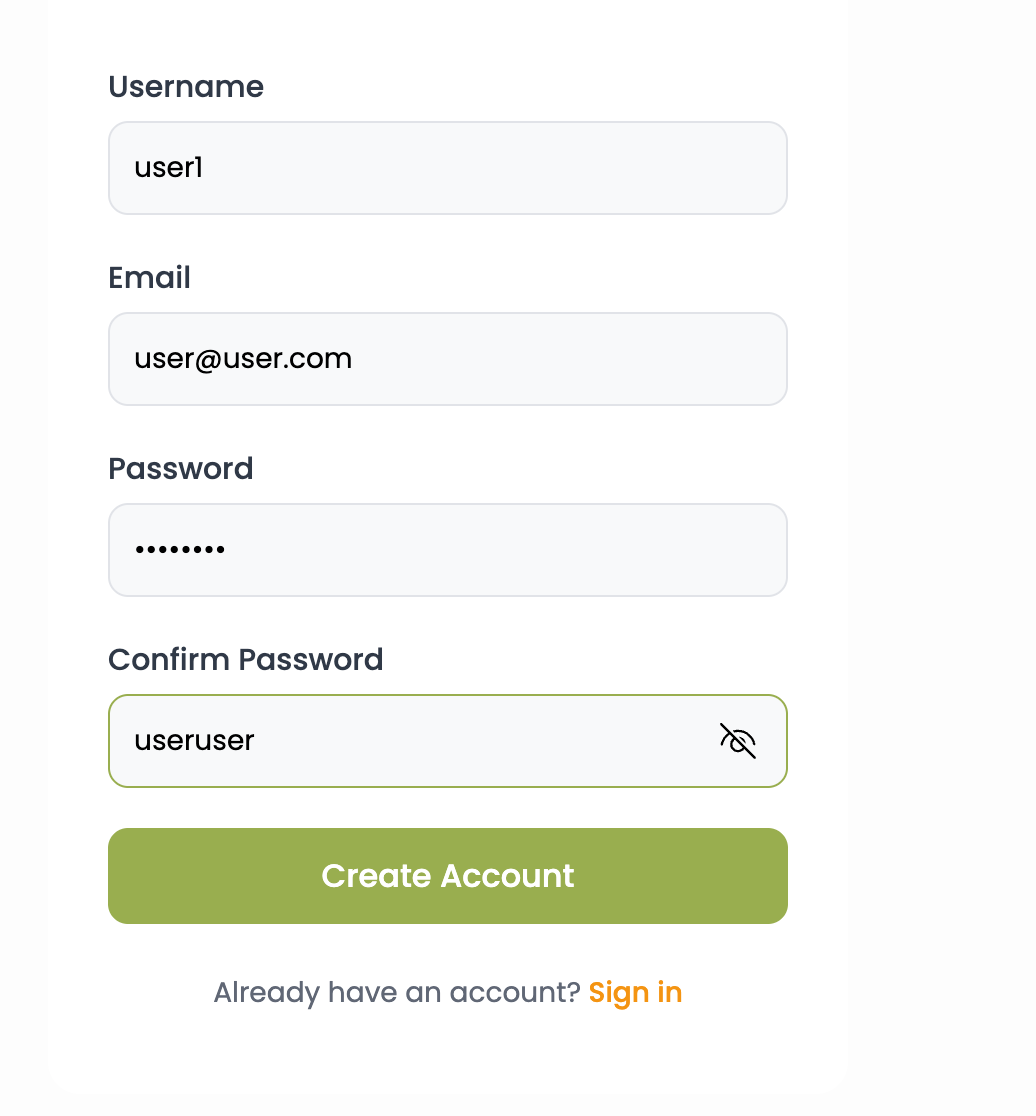 Username
user1
Email
user@user.com
Password
••••••••
Confirm Password
useruser
Create Account
Already have an account? Sign in